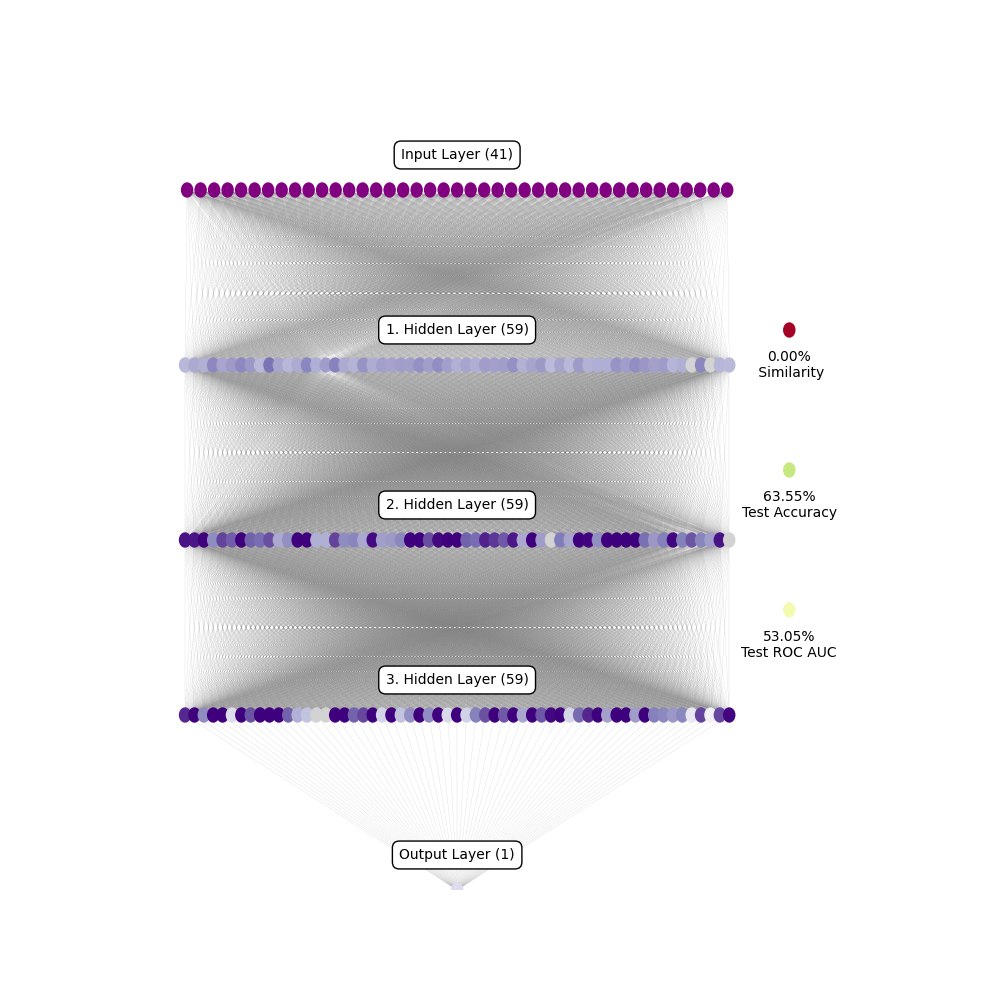 Input Layer (41)
1. Hidden Layer (59)
0.00%
Similarity
2. Hidden Layer (59)
63.55%
Test Accuracy
53.05%
Test ROC AUC
3. Hidden Layer (59)
Output Layer (1)